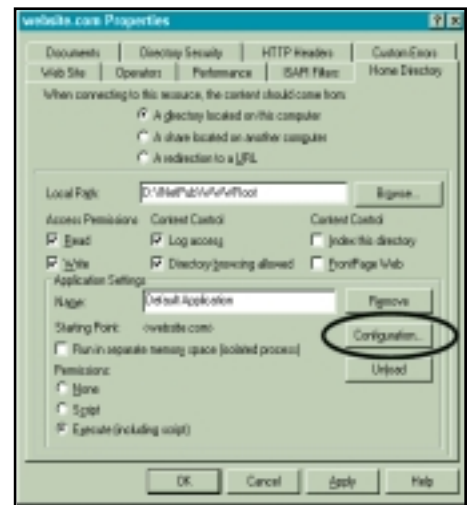 website.com Properties
Documents Directory Security HTTP Headers Custom Errors
Web Site Operators Performance ISAPI Filters Home Directory
When connecting to this resource, the content should come from:
A directory located on this computer
A share located on another computer
A redirection to a URL
Local Path: D:\INetPub\WWWRoot Browse...
Access Permissions Content Control Content Control
Read Log access Index this directory
Write Directory browsing allowed FrontPage Web
Application Settings
Name: Default Application Remove
Starting Point: <website.com> Configuration...
Run in separate memory space (isolated process)
Permissions: Unload
None
Script
Execute (including script)
OK Cancel Apply Help